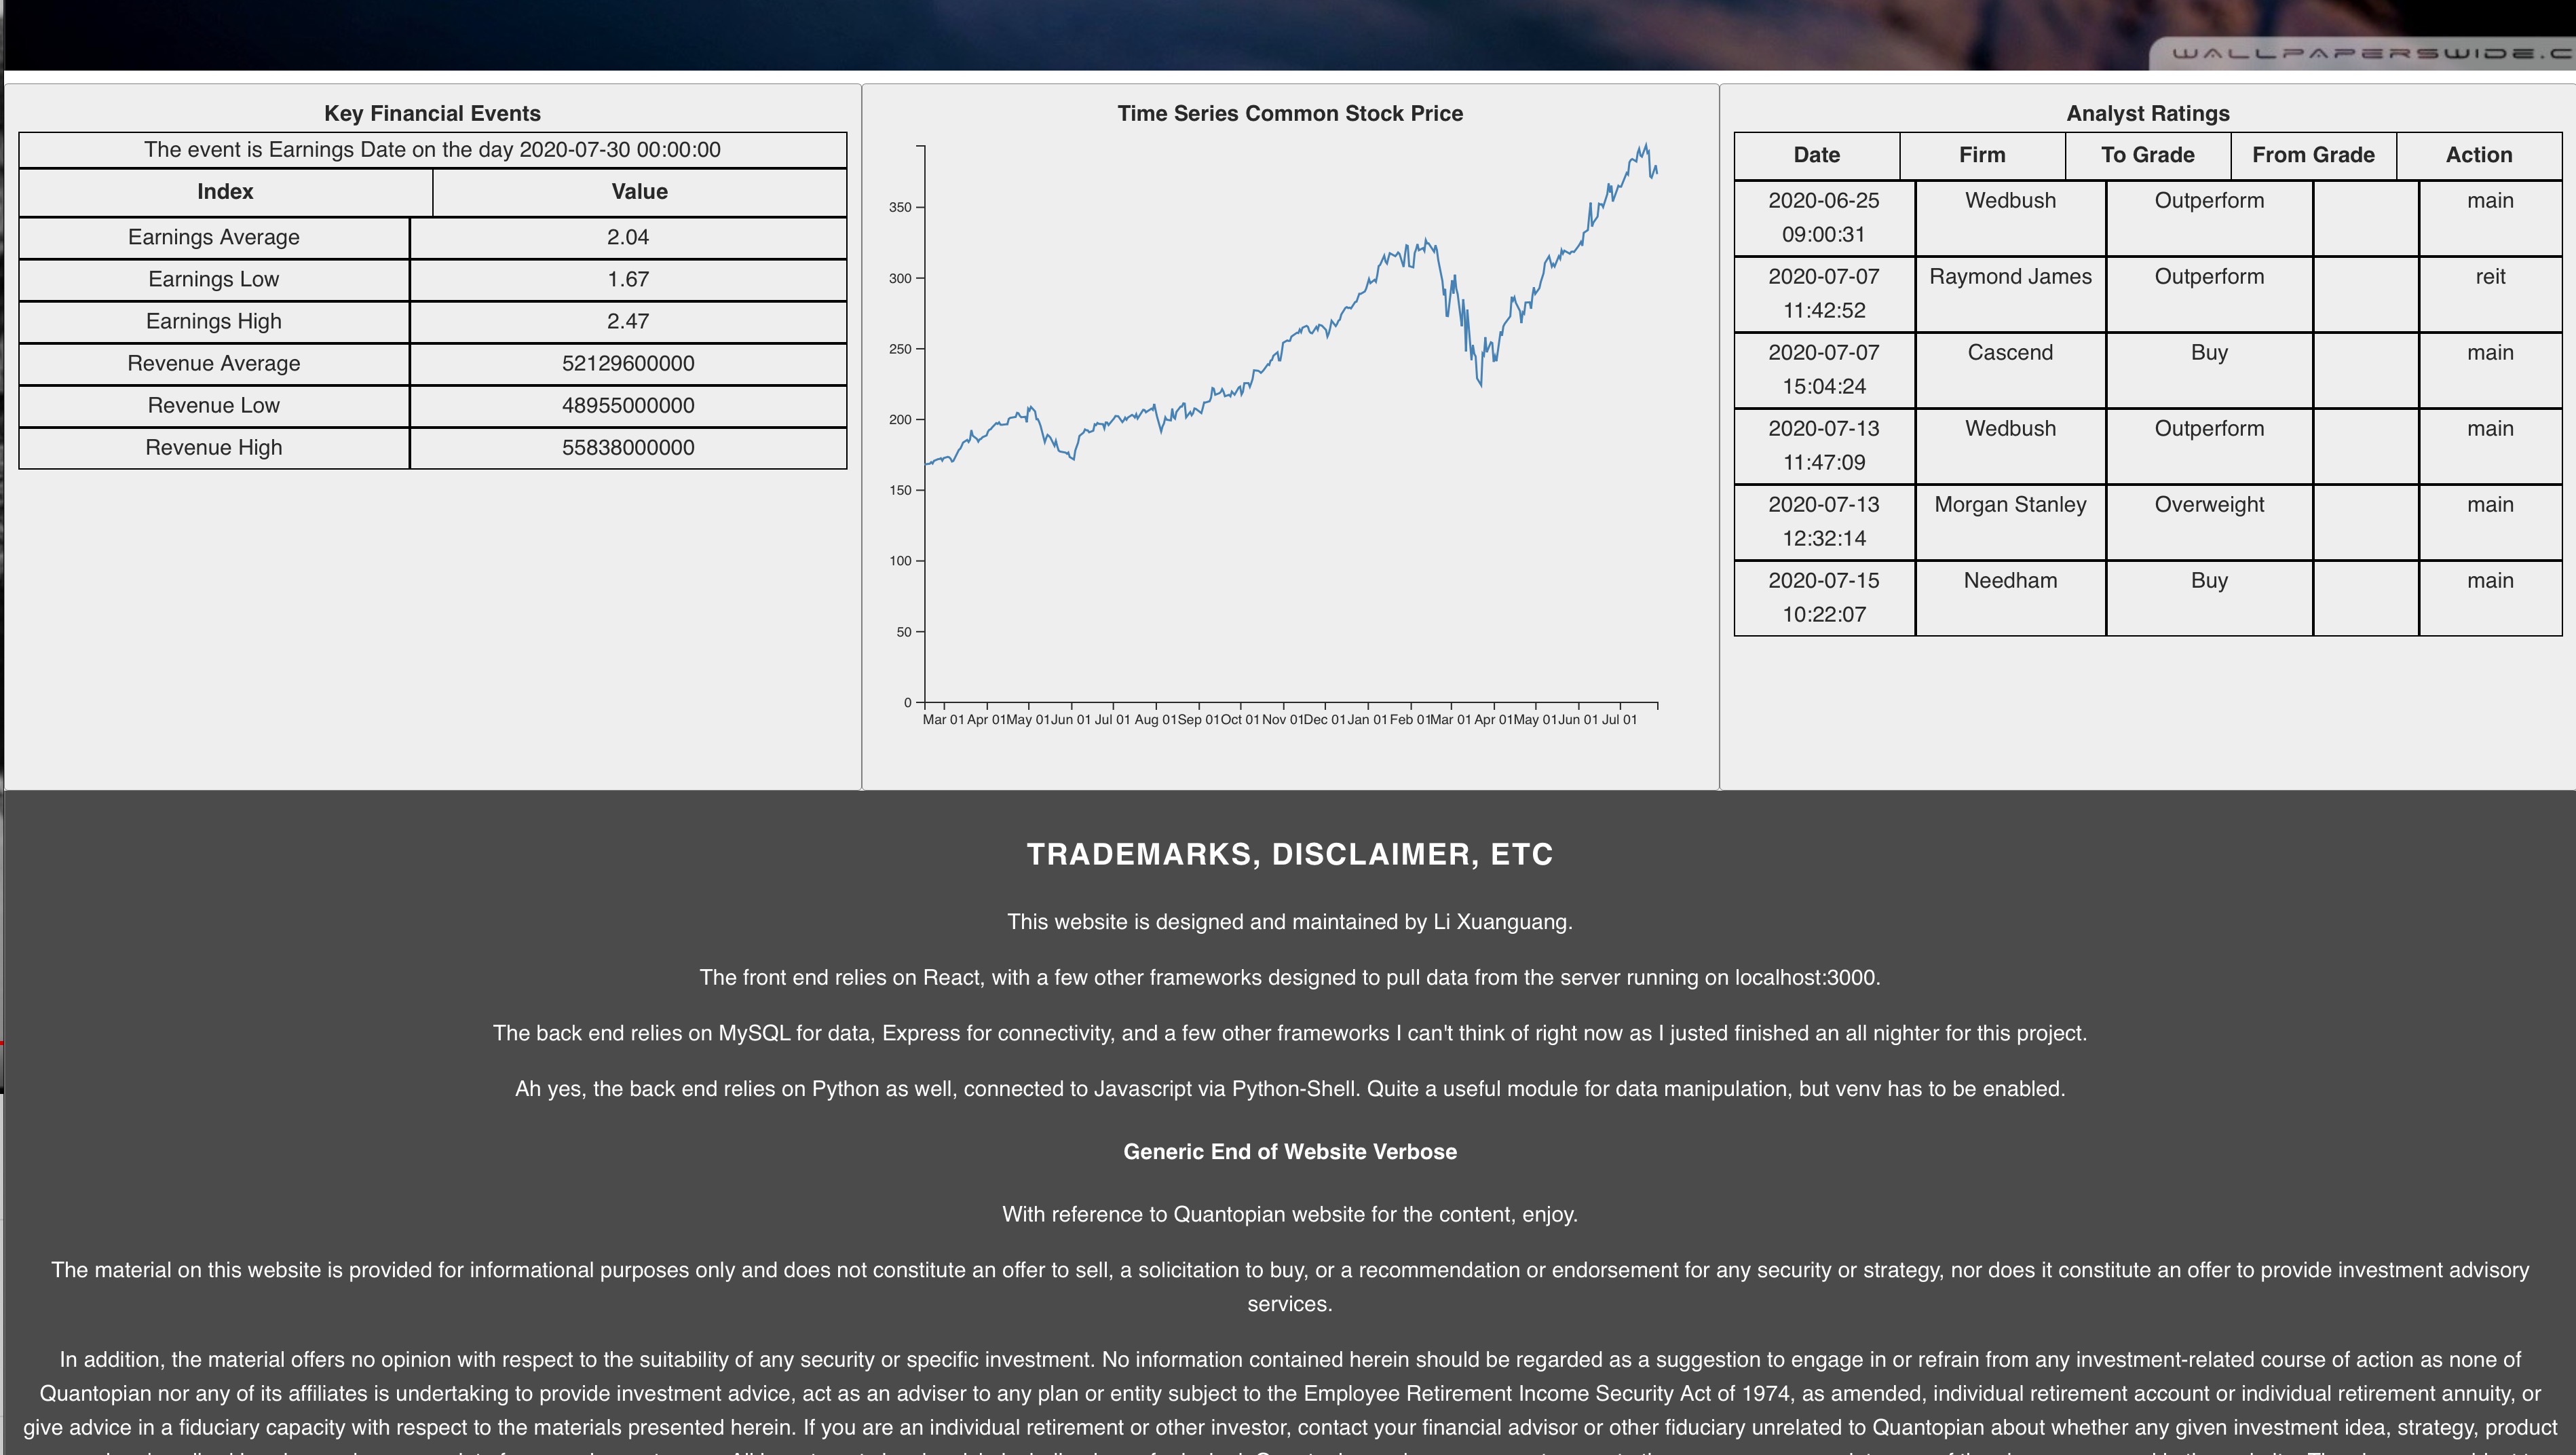 WALLPAPERSWIDE.C
Key Financial Events
The event is Earnings Date on the day 2020-07-30 00:00:00
Index Value
Earnings Average 2.04
Earnings Low 1.67
Earnings High 2.47
Revenue Average 52129600000
Revenue Low 48955000000
Revenue High 55838000000
Time Series Common Stock Price
350
300
250
200
150
100
50
0
Mar 01 Apr 01 May 01 Jun 01 Jul 01 Aug 01 Sep 01 Oct 01 Nov 01 Dec 01 Jan 01 Feb 01 Mar 01 Apr 01 May 01 Jun 01 Jul 01
Analyst Ratings
Date Firm To Grade From Grade Action
2020-06-25 Wedbush Outperform main
09:00:31
2020-07-07 Raymond James Outperform reit
11:42:52
2020-07-07 Cascend Buy main
15:04:24
2020-07-13 Wedbush Outperform main
11:47:09
2020-07-13 Morgan Stanley Overweight main
12:32:14
2020-07-15 Needham Buy main
10:22:07
TRADEMARKS, DISCLAIMER, ETC
This website is designed and maintained by Li Xuanguang.
The front end relies on React, with a few other frameworks designed to pull data from the server running on localhost:3000.
The back end relies on MySQL for data, Express for connectivity, and a few other frameworks I can't think of right now as I justed finished an all nighter for this project.
Ah yes, the back end relies on Python as well, connected to Javascript via Python-Shell. Quite a useful module for data manipulation, but venv has to be enabled.
Generic End of Website Verbose
With reference to Quantopian website for the content, enjoy.
The material on this website is provided for informational purposes only and does not constitute an offer to sell, a solicitation to buy, or a recommendation or endorsement for any security or strategy, nor does it constitute an offer to provide investment advisory
services.
In addition, the material offers no opinion with respect to the suitability of any security or specific investment. No information contained herein should be regarded as a suggestion to engage in or refrain from any investment-related course of action as none of
Quantopian nor any of its affiliates is undertaking to provide investment advice, act as an adviser to any plan or entity subject to the Employee Retirement Income Security Act of 1974, as amended, individual retirement account or individual retirement annuity, or
give advice in a fiduciary capacity with respect to the materials presented herein. If you are an individual retirement or other investor, contact your financial advisor or other fiduciary unrelated to Quantopian about whether any given investment idea, strategy, product